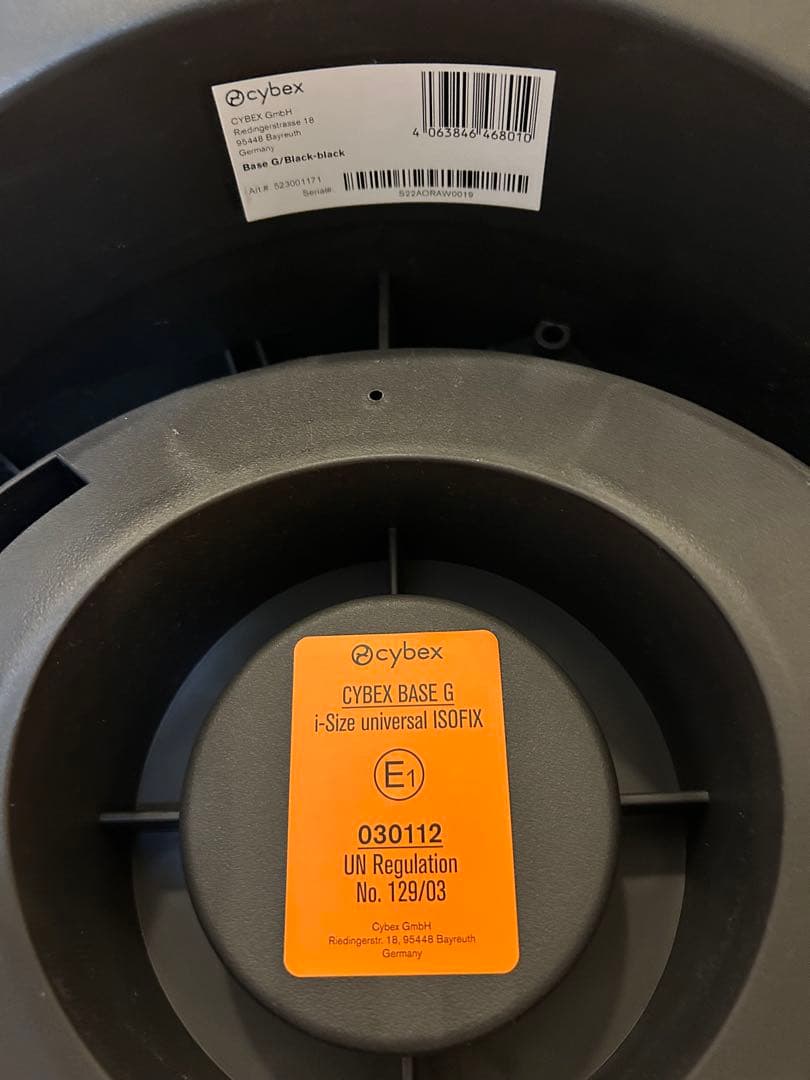 cybex
CYBEX GmbH
Riedingerstrasse 18
95448 Bayreuth
Germany
Base G/Black-black
4 063846 468010
Art.#: 523001171
Serial#:
S22AORAW0019
cybex
CYBEX BASE G
i-Size universal ISOFIX
E1
030112
UN Regulation
No. 129/03
Cybex GmbH
Riedingerstr. 18, 95448 Bayreuth
Germany